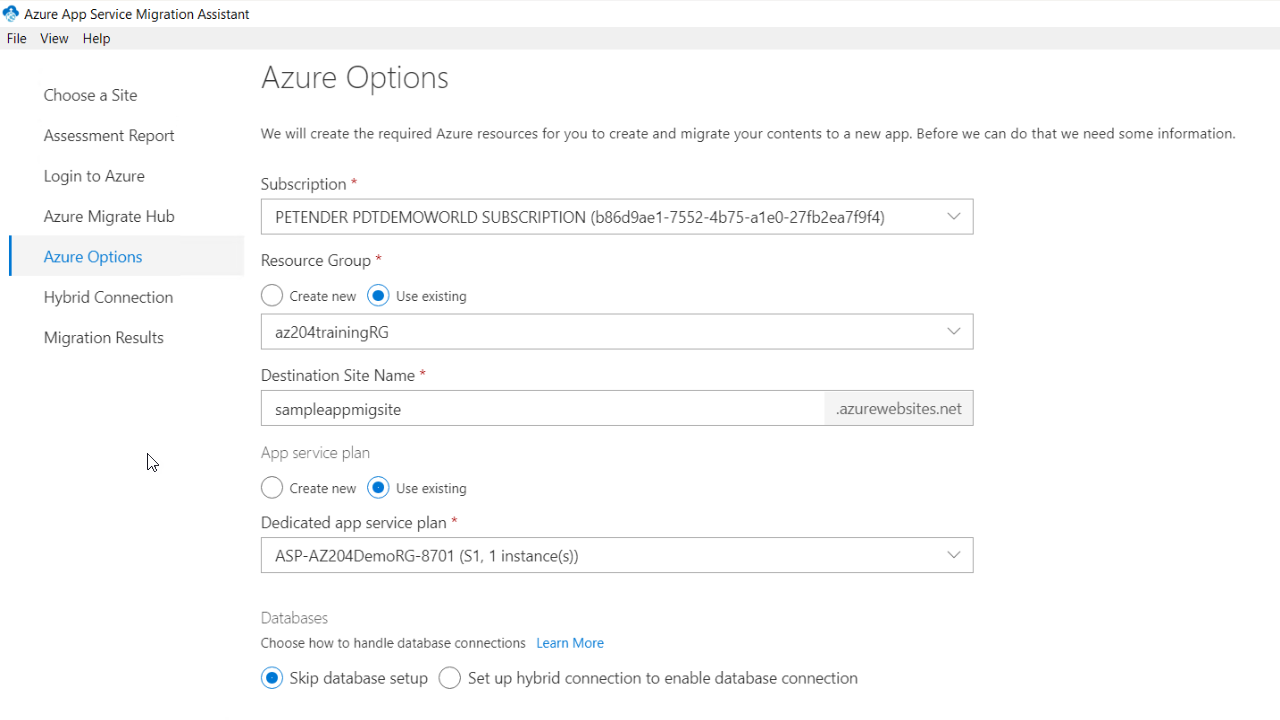 Azure App Service Migration Assistant
File View Help
Choose a Site
Assessment Report
Login to Azure
Azure Migrate Hub
Azure Options
Hybrid Connection
Migration Results
Azure Options
We will create the required Azure resources for you to create and migrate your contents to a new app. Before we can do that we need some information.
Subscription *
PETENDER PDTDEMOWORLD SUBSCRIPTION (b86d9ae1-7552-4b75-a1e0-27fb2ea7f9f4)
Resource Group *
Create new Use existing
az204trainingRG
Destination Site Name *
sampleappmigsite .azurewebsites.net
App service plan
Create new Use existing
Dedicated app service plan *
ASP-AZ204DemoRG-8701 (S1, 1 instance(s))
Databases
Choose how to handle database connections Learn More
Skip database setup Set up hybrid connection to enable database connection